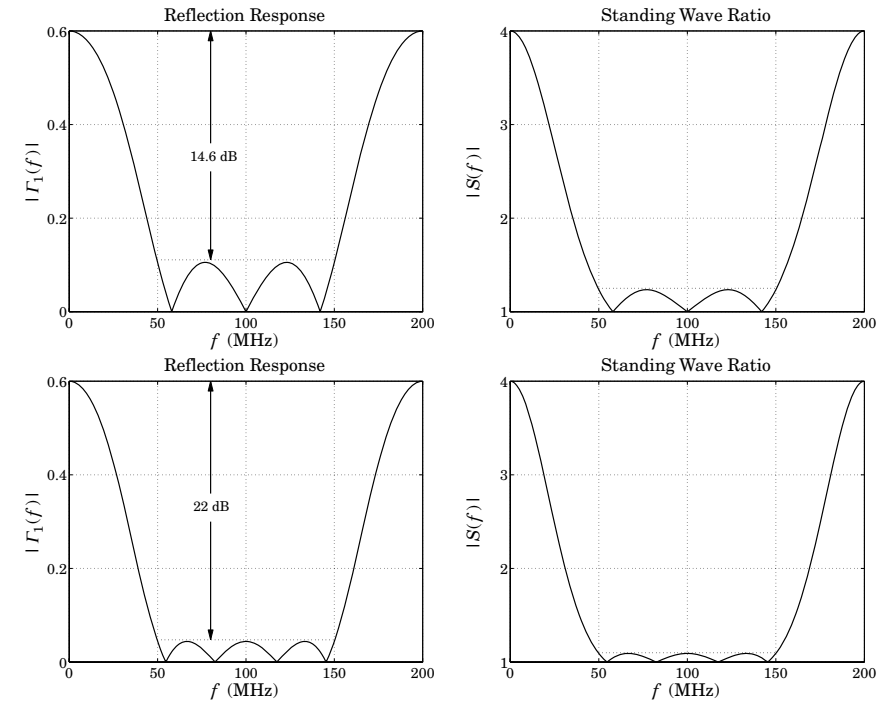 Reflection Response
0.6
0.4
0.2
0
14.6 dB
|Γ₁(f)|
0 50 100 150 200
f (MHz)
Standing Wave Ratio
4
3
2
1
|S(f)|
0 50 100 150 200
f (MHz)
Reflection Response
0.6
0.4
0.2
0
22 dB
|Γ₁(f)|
0 50 100 150 200
f (MHz)
Standing Wave Ratio
4
3
2
1
|S(f)|
0 50 100 150 200
f (MHz)